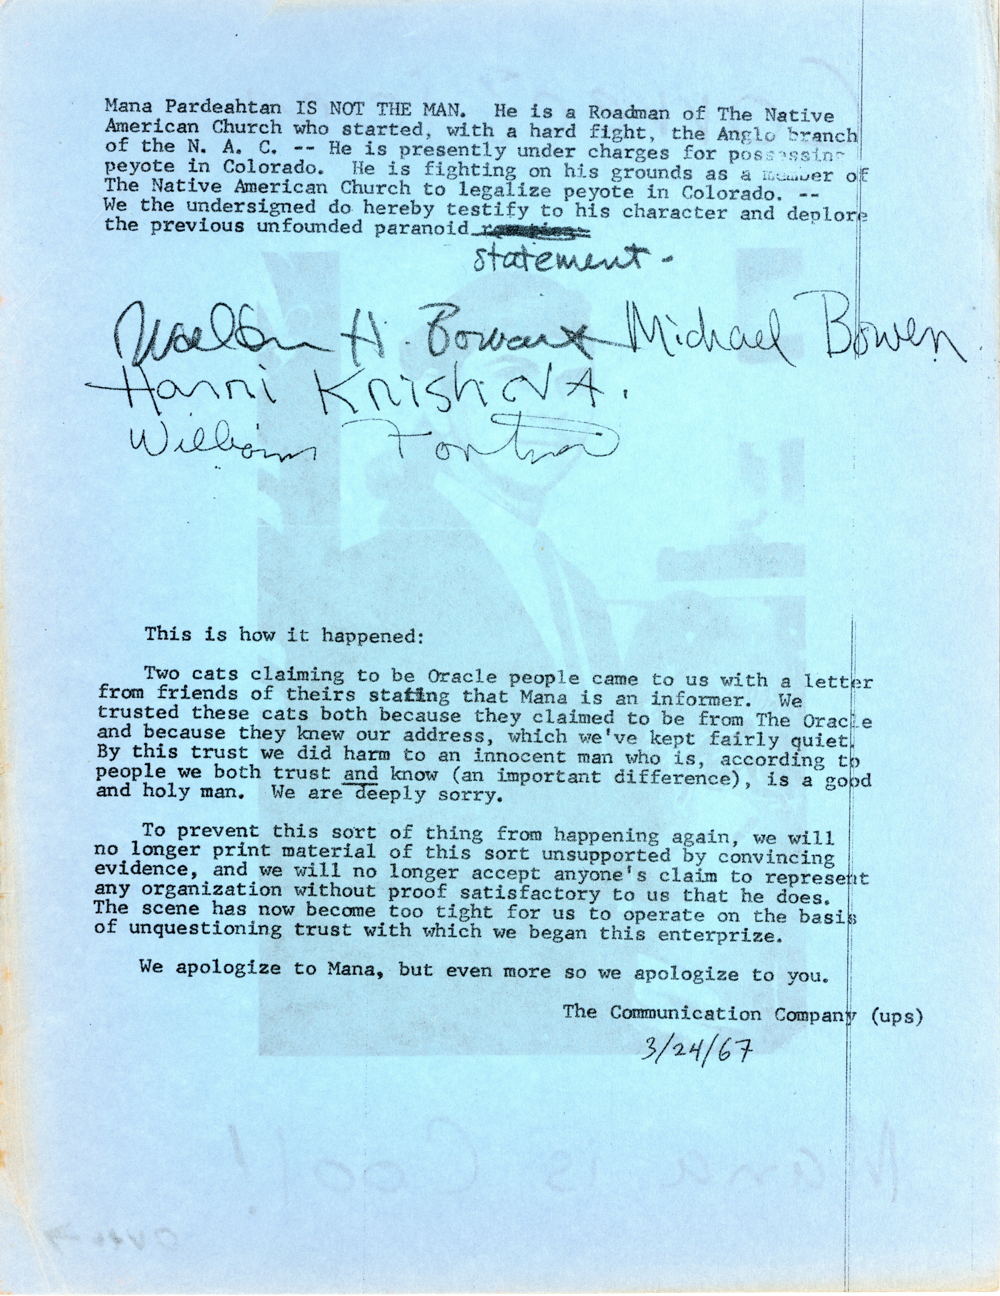 Mana Pardeahtan IS NOT THE MAN. He is a Roadman of The Native
American Church who started, with a hard fight, the Anglo branch
of the N. A. C. -- He is presently under charges for possessing
peyote in Colorado. He is fighting on his grounds as a member of
The Native American Church to legalize peyote in Colorado. --
We the undersigned do hereby testify to his character and deplore
the previous unfounded paranoid
statement -
Walter H. Bowart Michael Bowen
Harri Krishna.
William
This is how it happened:
Two cats claiming to be Oracle people came to us with a letter
from friends of theirs stating that Mana is an informer. We
trusted these cats both because they claimed to be from The Oracle
and because they knew our address, which we've kept fairly quiet.
By this trust we did harm to an innocent man who is, according to
people we both trust and know (an important difference), is a good
and holy man. We are deeply sorry.
To prevent this sort of thing from happening again, we will
no longer print material of this sort unsupported by convincing
evidence, and we will no longer accept anyone's claim to represent
any organization without proof satisfactory to us that he does.
The scene has now become too tight for us to operate on the basis
of unquestioning trust with which we began this enterprize.
We apologize to Mana, but even more so we apologize to you.
The Communication Company (ups)
3/24/67
Mana is Cool!
over